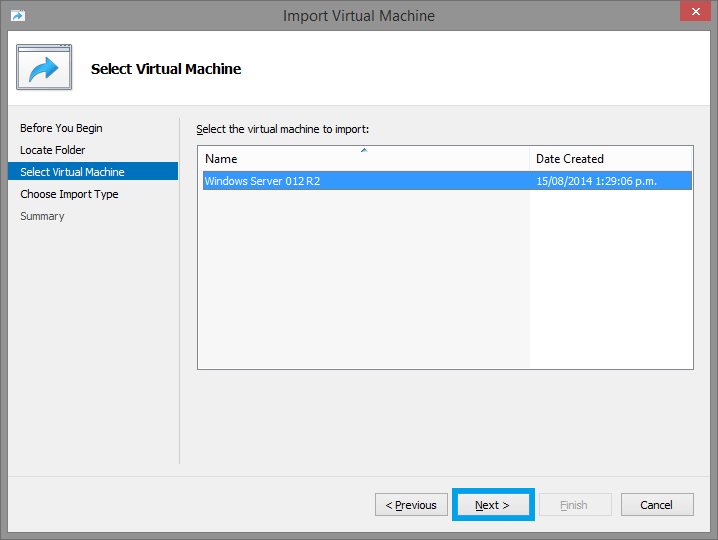 Import Virtual Machine
Select Virtual Machine
Before You Begin
Locate Folder
Select Virtual Machine
Choose Import Type
Summary
Select the virtual machine to import:
Name Date Created
Windows Server 012 R2 15/08/2014 1:29:06 p.m.
< Previous Next > Finish Cancel